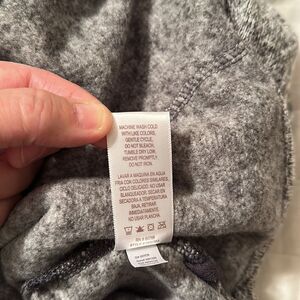 MACHINE WASH COLD
WITH LIKE COLORS,
GENTLE CYCLE,
DO NOT BLEACH,
TUMBLE DRY LOW,
REMOVE PROMPTLY,
DO NOT IRON.
LAVAR A MAQUINA EN AGUA
FRIA CON COLORES SIMILARES,
CICLO DELICADO, NO USAR
BLANQUEADOR, SECAR EN
SECADORA A TEMPERATURA
BAJA, RETIRAR
INMEDIATAMENTE,
NO USAR PLANCHA
RN #